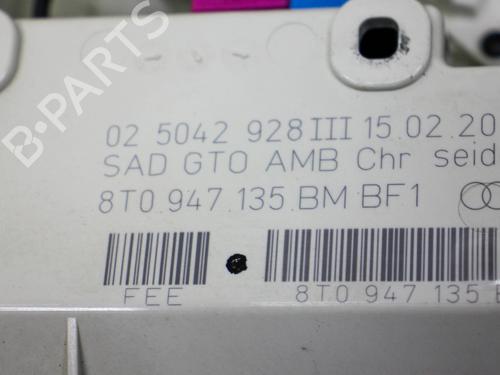 B-PARTS
02 5042 928 III 15.02.20
SAD GTO AMB Chr seid
8T0 947 135 BM BF1
FEE 8T0 947 135